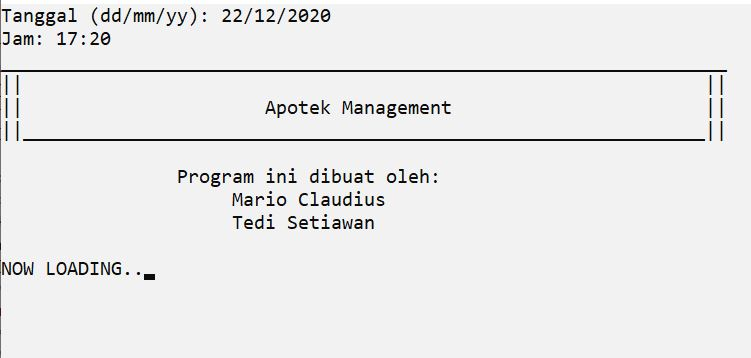 Tanggal (dd/mm/yy): 22/12/2020
Jam: 17:20
Apotek Management
Program ini dibuat oleh:
Mario Claudius
Tedi Setiawan
NOW LOADING..